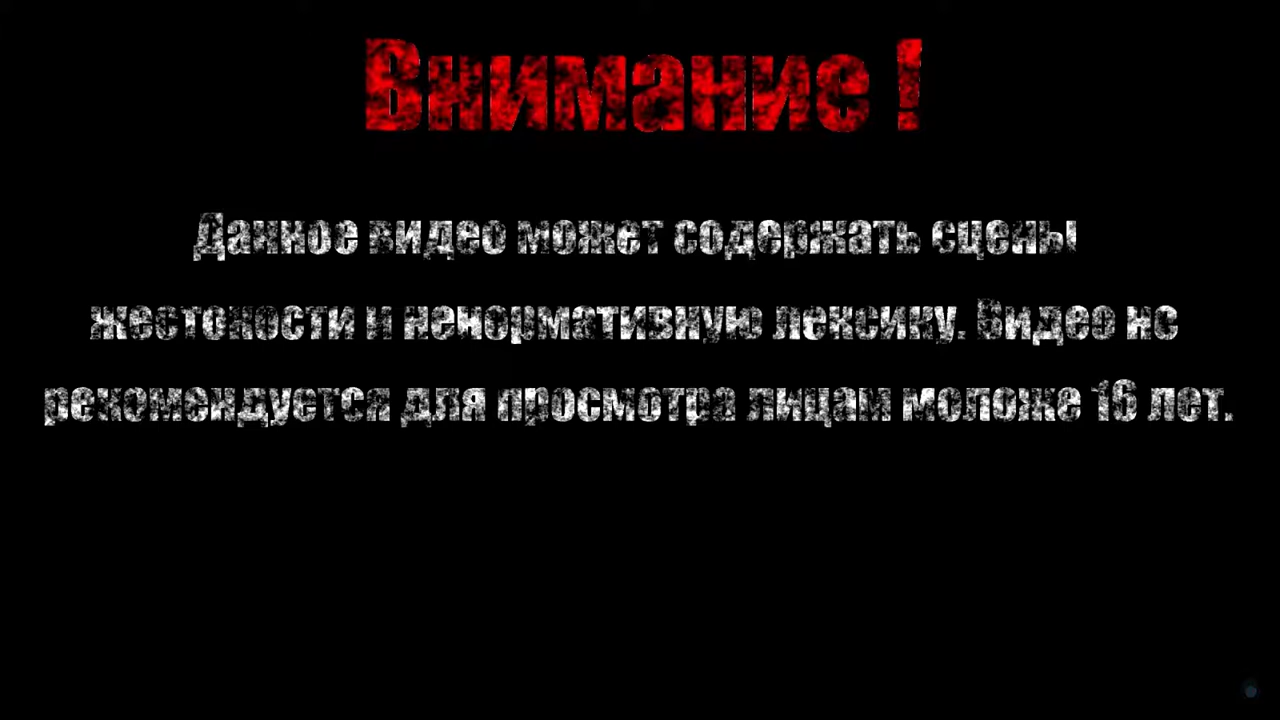 Внимание !
Данное видео может содержать сцены
жестокости и ненормативную лексику. Видео не
рекомендуется для просмотра лицам моложе 16 лет.